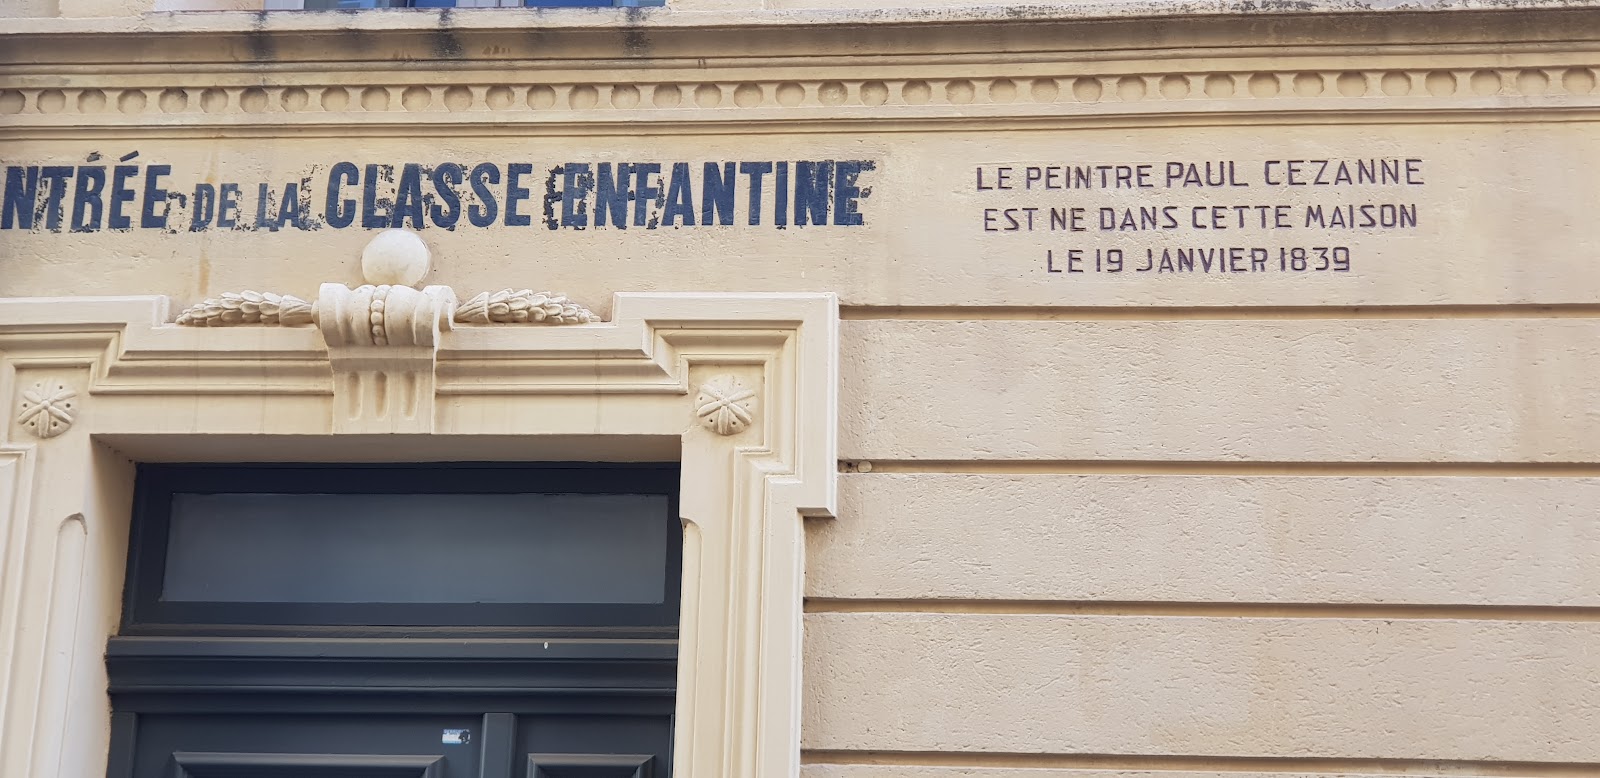 NTRÉE DE LA CLASSE ENFANTINE
LE PEINTRE PAUL CEZANNE
EST NE DANS CETTE MAISON
LE 19 JANVIER 1839